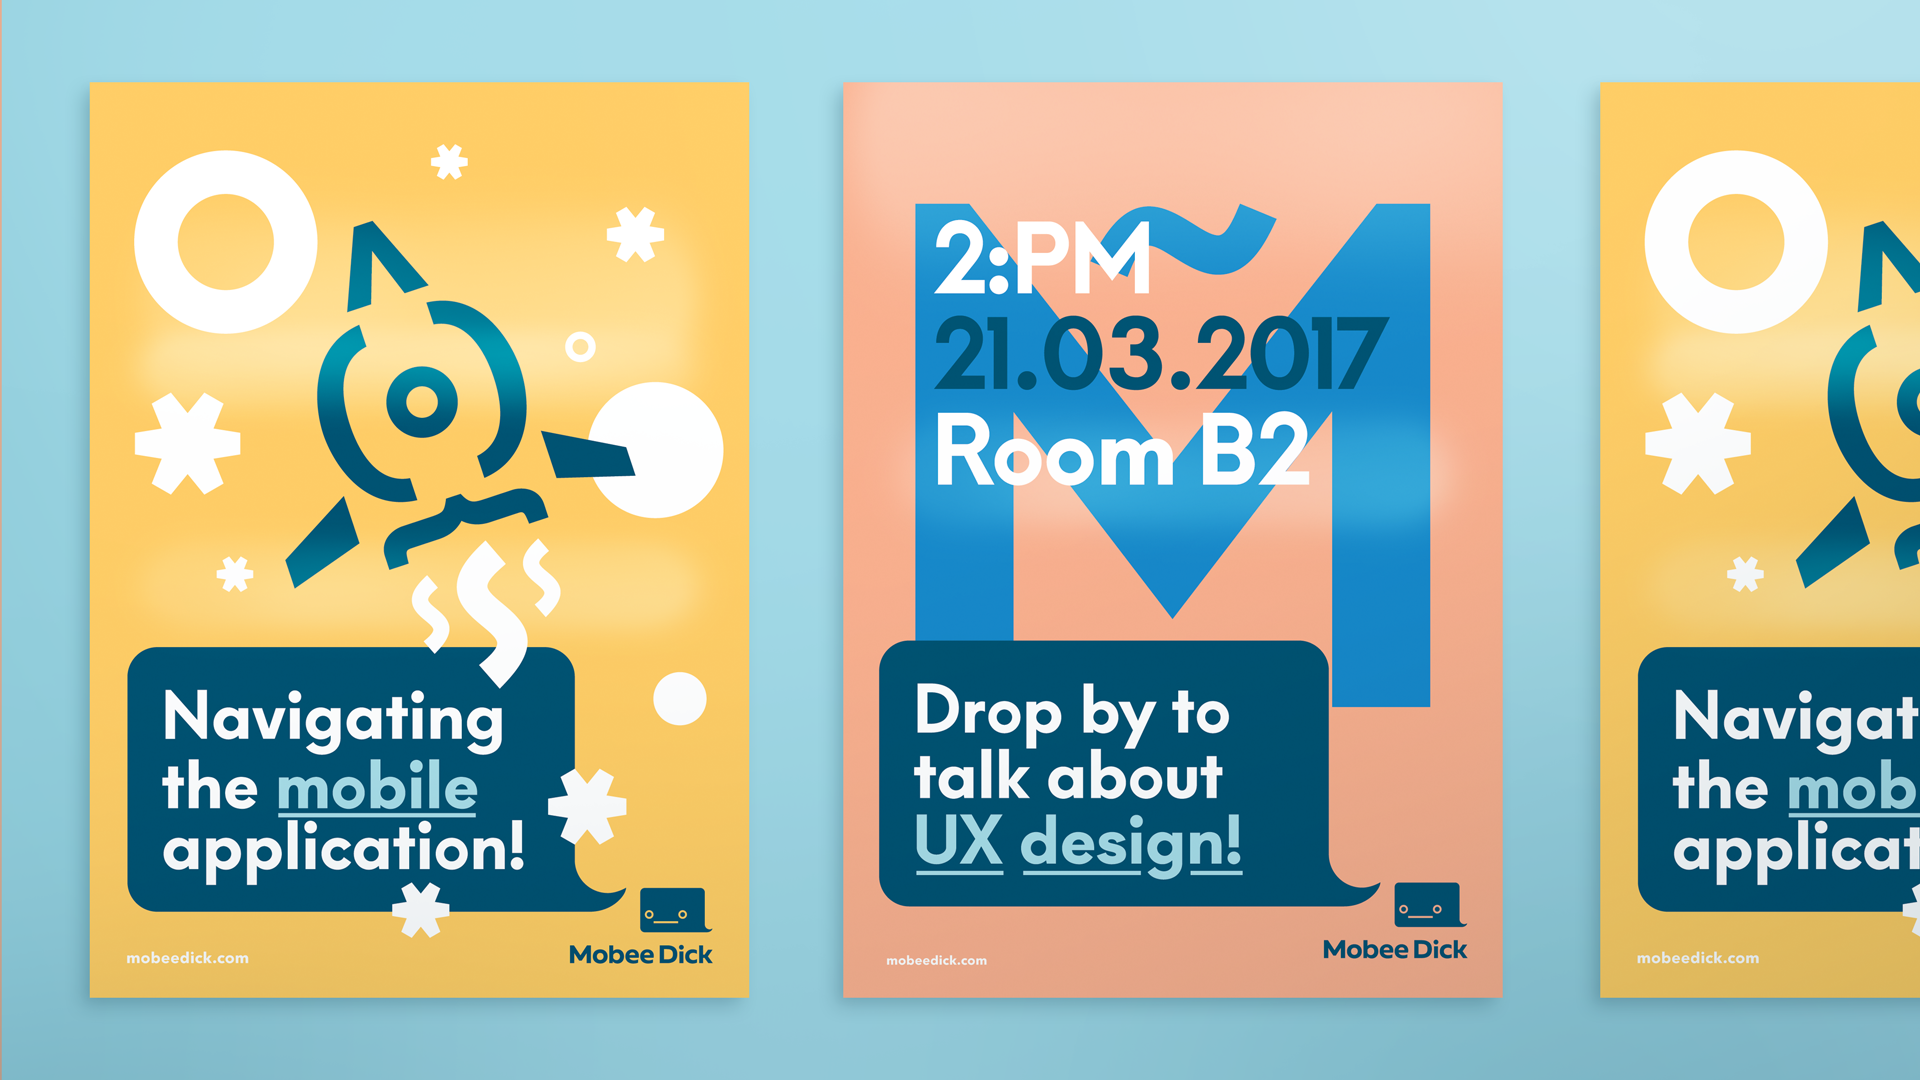 Navigating
the mobile
application!
mobeedick.com
Mobee Dick
M̃
2:PM
21.03.2017
Room B2
Drop by to
talk about
UX design!
mobeedick.com
Mobee Dick
Navigat
the mob
applicat
mobeedick.com